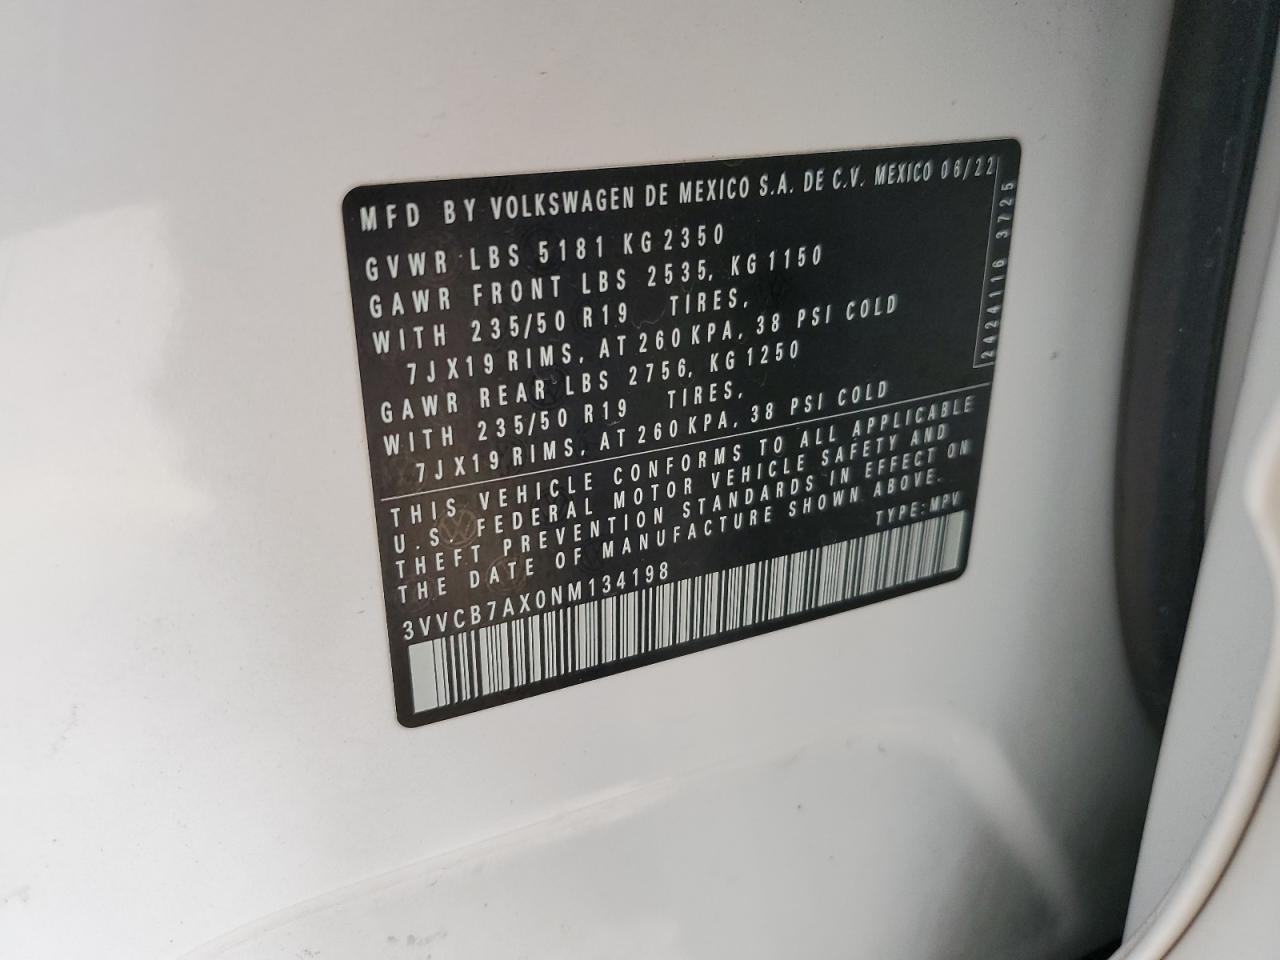 MFD BY VOLKSWAGEN DE MEXICO S.A. DE C.V. MEXICO 06/22
GVWR LBS 5181 KG 2350
GAWR FRONT LBS 2535, KG 1150
WITH 235/50 R19 TIRES,
7JX19 RIMS, AT 260 KPA, 38 PSI COLD
GAWR REAR LBS 2756, KG 1250
WITH 235/50 R19 TIRES,
7JX19 RIMS, AT 260 KPA, 38 PSI COLD
2424116 3725
THIS VEHICLE CONFORMS TO ALL APPLICABLE
U.S. FEDERAL MOTOR VEHICLE SAFETY AND
THEFT PREVENTION STANDARDS IN EFFECT ON
THE DATE OF MANUFACTURE SHOWN ABOVE.
TYPE: MPV
3VVCB7AX0NM134198